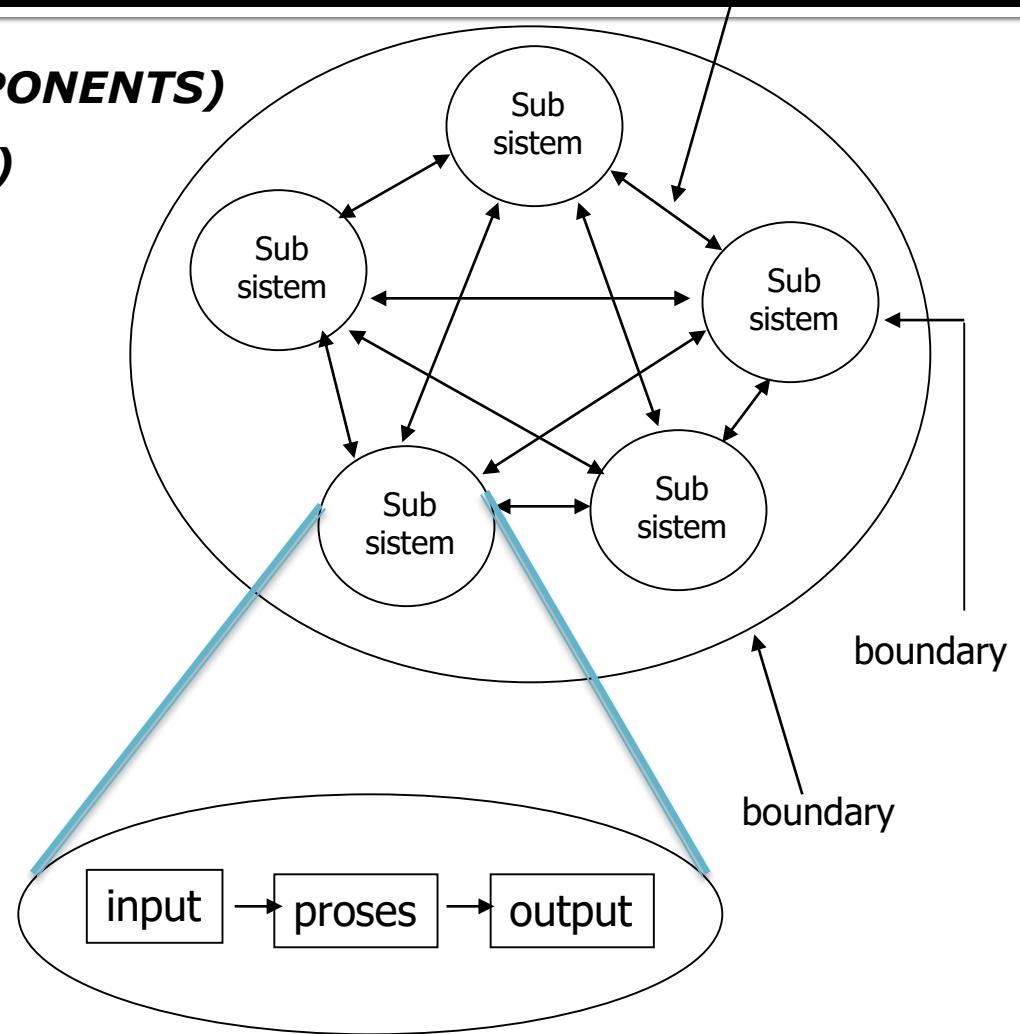 PONENTS)
)
Sub
sistem
Sub
sistem
Sub
sistem
Sub
sistem
Sub
sistem
boundary
boundary
input
proses
output